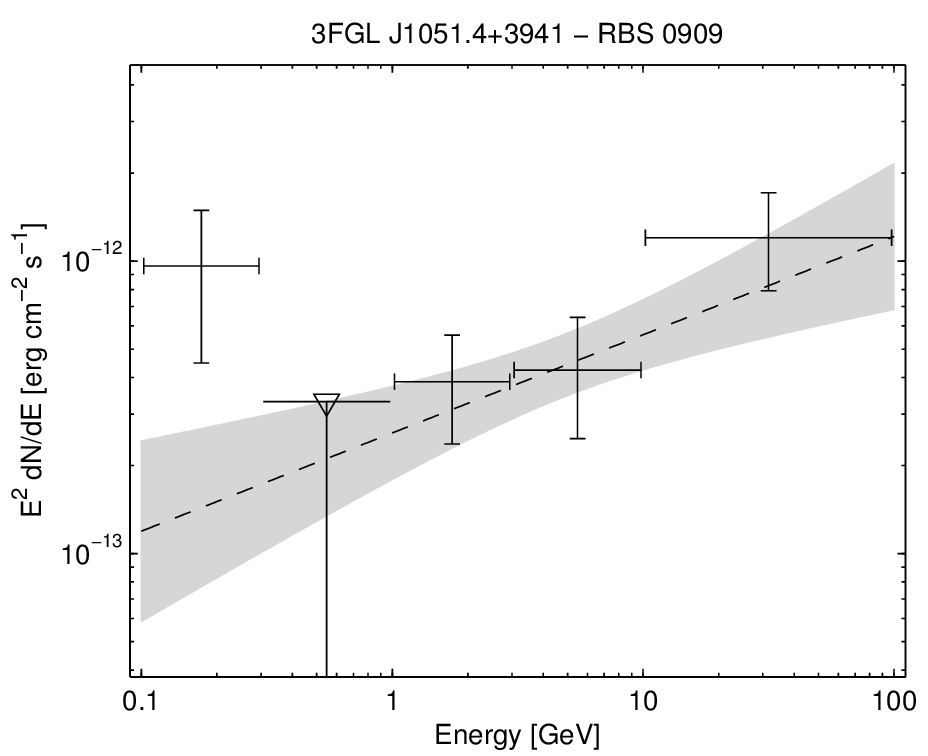 3FGL J1051.4+3941 − RBS 0909
E² dN/dE [erg cm⁻² s⁻¹]
10⁻¹²
10⁻¹³
0.1 1 10 100
Energy [GeV]